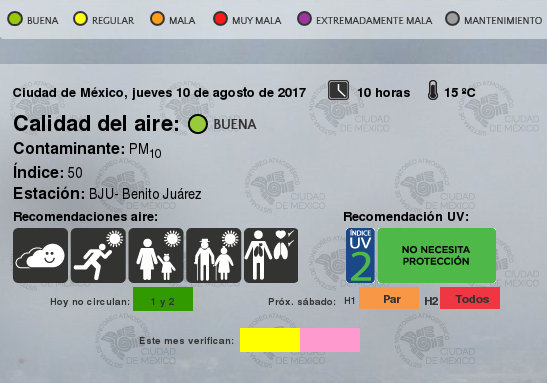 BUENA REGULAR MALA MUY MALA EXTREMADAMENTE MALA MANTENIMIENTO
Ciudad de México, jueves 10 de agosto de 2017 10 horas 15 ºC
Calidad del aire: BUENA
Contaminante: PM10
Índice: 50
Estación: BJU- Benito Juárez
Recomendaciones aire: Recomendación UV:
ÍNDICE
UV
2
NO NECESITA
PROTECCIÓN
Hoy no circulan: 1 y 2 Próx. sábado: H1 Par H2 Todos
Este mes verifican:
CIUDAD
DE MÉXICO